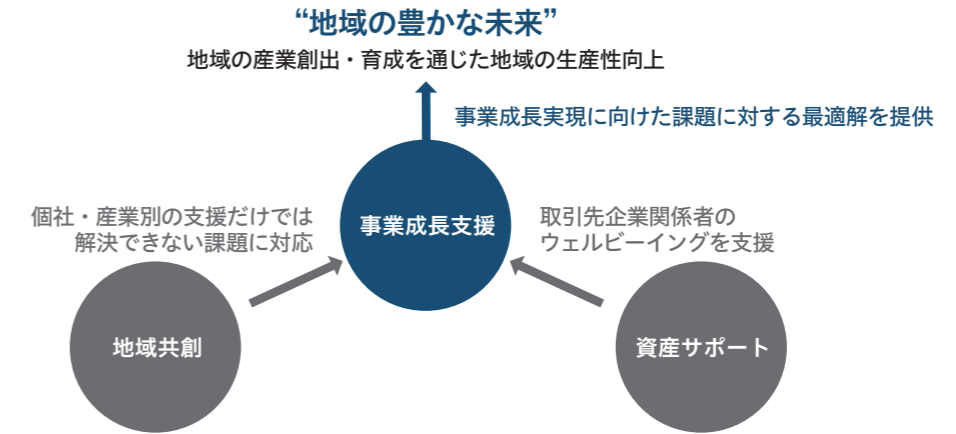 “地域の豊かな未来”
地域の産業創出・育成を通じた地域の生産性向上
事業成長実現に向けた課題に対する最適解を提供
個社・産業別の支援だけでは
解決できない課題に対応
事業成長支援
取引先企業関係者の
ウェルビーイングを支援
地域共創
資産サポート